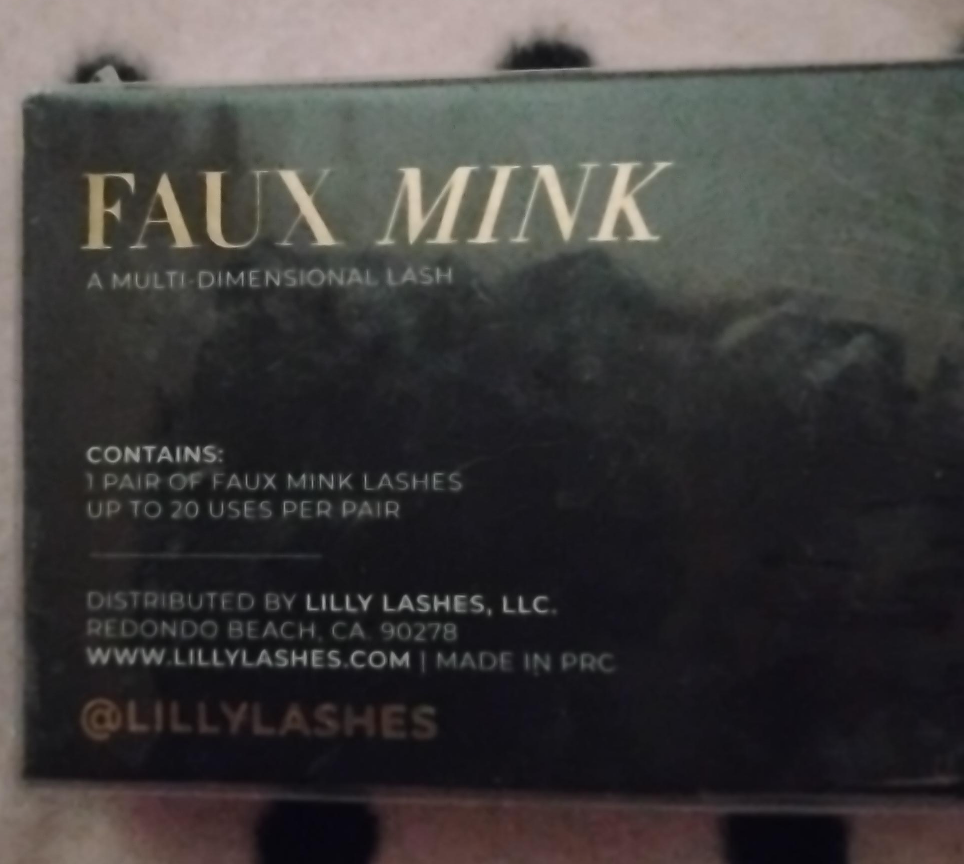 FAUX MINK
A MULTI-DIMENSIONAL LASH
CONTAINS:
1 PAIR OF FAUX MINK LASHES
UP TO 20 USES PER PAIR
DISTRIBUTED BY LILLY LASHES, LLC.
REDONDO BEACH, CA. 90278
WWW.LILLYLASHES.COM | MADE IN PRC
@LILLYLASHES